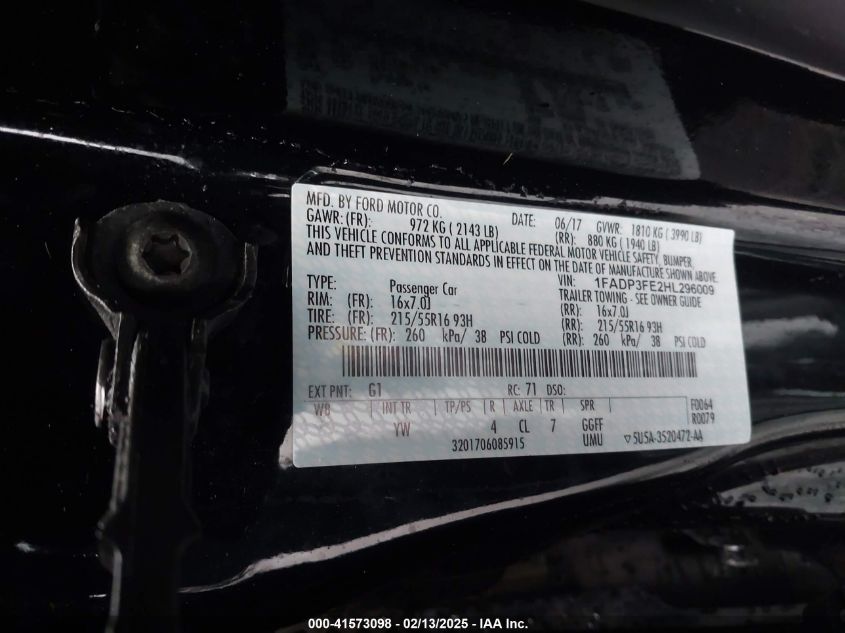 MFD. BY FORD MOTOR CO. DATE: 06/17 GVWR: 1810 KG ( 3990 LB)
GAWR: (FR): 972 KG ( 2143 LB) (RR): 880 KG ( 1940 LB)
THIS VEHICLE CONFORMS TO ALL APPLICABLE FEDERAL MOTOR VEHICLE SAFETY, BUMPER,
AND THEFT PREVENTION STANDARDS IN EFFECT ON THE DATE OF MANUFACTURE SHOWN ABOVE.
VIN: 1FADP3FE2HL296009
TYPE: Passenger Car TRAILER TOWING - SEE OWNER GUIDE
RIM: (FR): 16x7.0J (RR): 16x7.0J
TIRE: (FR): 215/55R16 93H (RR): 215/55R16 93H
PRESSURE: (FR): 260 kPa/ 38 PSI COLD (RR): 260 kPa/ 38 PSI COLD
EXT PNT: G1 RC: 71 DSO:
WB INT TR TP/PS R AXLE TR SPR F0064
R0079
YW 4 CL 7 GGFF
3201706085915 UMU ▽5U5A-3520472-AA
000-41573098 - 02/13/2025 - IAA Inc.